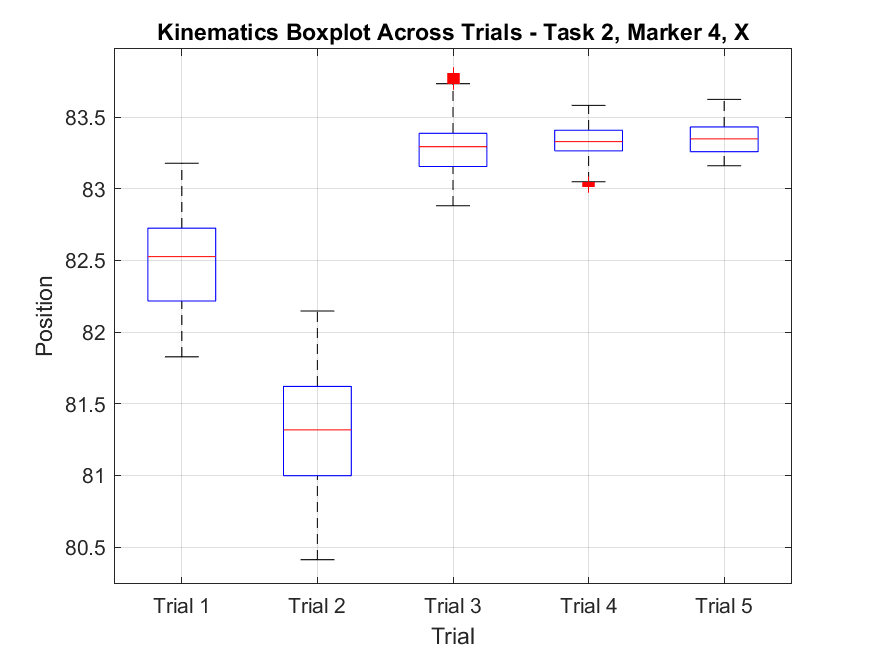 Kinematics Boxplot Across Trials - Task 2, Marker 4, X
Position
83.5
83
82.5
82
81.5
81
80.5
Trial 1 Trial 2 Trial 3 Trial 4 Trial 5
Trial